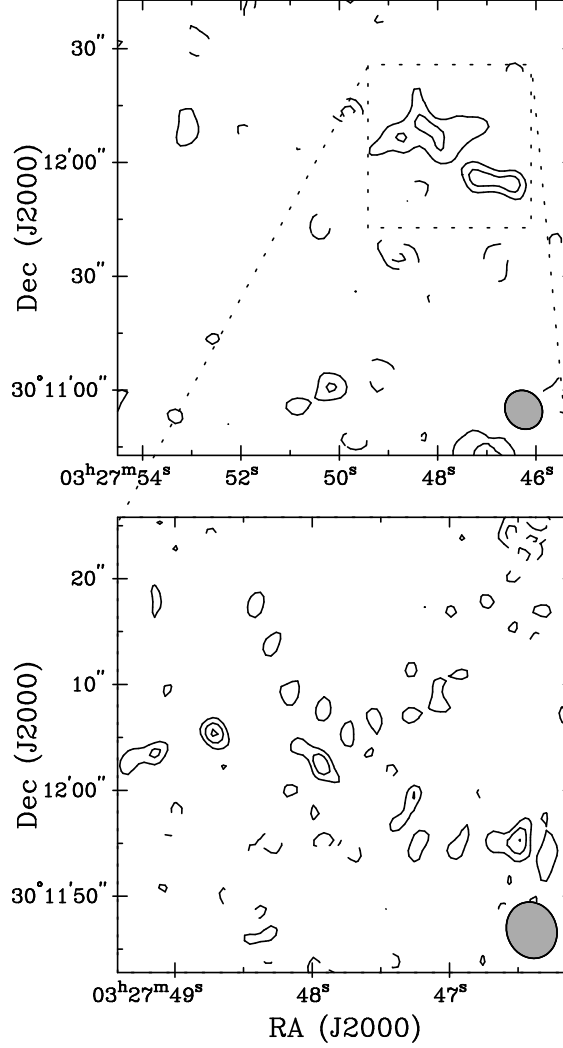 30"
12'00"
30"
30°11'00"
Dec (J2000)
03ʰ27ᵐ54ˢ 52ˢ 50ˢ 48ˢ 46ˢ
20"
10"
12'00"
30°11'50"
Dec (J2000)
03ʰ27ᵐ49ˢ 48ˢ 47ˢ
RA (J2000)